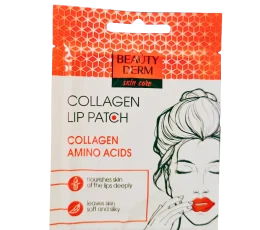 BEAUTY
DERM
skin care
COLLAGEN
LIP PATCH
COLLAGEN
AMINO ACIDS
nourishes skin
of the lips deeply
leaves skin
soft and silky